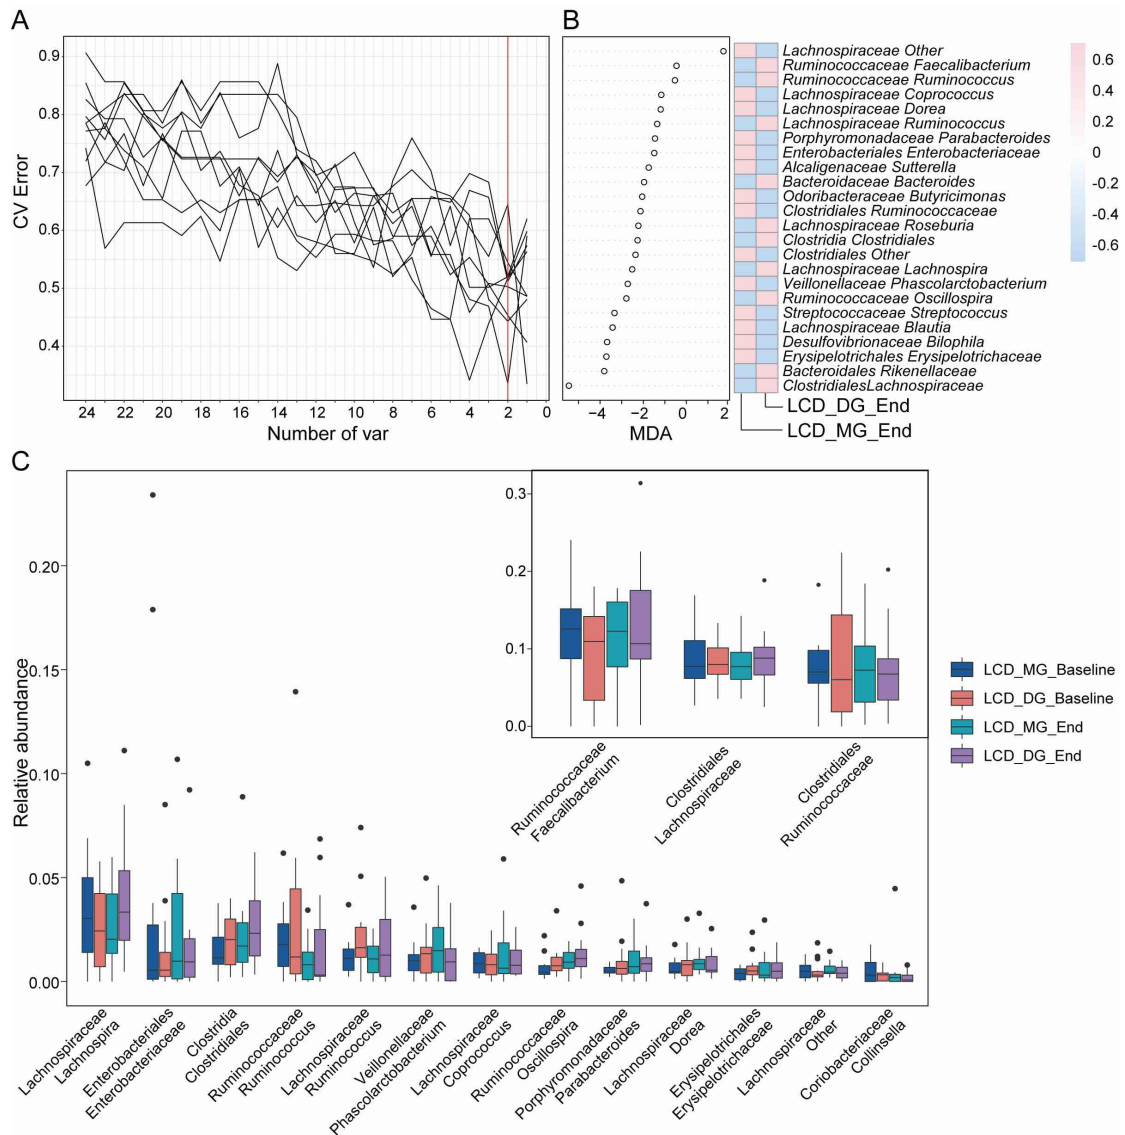 A
0.9
0.8
0.7
0.6
0.5
0.4
CV Error
24 22 20 18 16 14 12 10 8 6 4 2 0
Number of var
B
−4 −2 0 2
MDA
Lachnospiraceae Other
Ruminococcaceae Faecalibacterium
Ruminococcaceae Ruminococcus
Lachnospiraceae Coprococcus
Lachnospiraceae Dorea
Lachnospiraceae Ruminococcus
Porphyromonadaceae Parabacteroides
Enterobacteriales Enterobacteriaceae
Alcaligenaceae Sutterella
Bacteroidaceae Bacteroides
Odoribacteraceae Butyricimonas
Clostridiales Ruminococcaceae
Lachnospiraceae Roseburia
Clostridia Clostridiales
Clostridiales Other
Lachnospiraceae Lachnospira
Veillonellaceae Phascolarctobacterium
Ruminococcaceae Oscillospira
Streptococcaceae Streptococcus
Lachnospiraceae Blautia
Desulfovibrionaceae Bilophila
Erysipelotrichales Erysipelotrichaceae
Bacteroidales Rikenellaceae
ClostridialesLachnospiraceae
LCD_DG_End
LCD_MG_End
0.6
0.4
0.2
0
-0.2
-0.4
-0.6
C
Relative abundance
0.20
0.15
0.10
0.05
0.00
0.3
0.2
0.1
0.0
Ruminococcaceae
Faecalibacterium
Clostridiales
Lachnospiraceae
Clostridiales
Ruminococcaceae
LCD_MG_Baseline
LCD_DG_Baseline
LCD_MG_End
LCD_DG_End
Lachnospiraceae
Lachnospira
Enterobacteriales
Enterobacteriaceae
Clostridia
Clostridiales
Ruminococcaceae
Ruminococcus
Lachnospiraceae
Ruminococcus
Veillonellaceae
Phascolarctobacterium
Lachnospiraceae
Coprococcus
Ruminococcaceae
Oscillospira
Porphyromonadaceae
Parabacteroides
Lachnospiraceae
Dorea
Erysipelotrichales
Erysipelotrichaceae
Lachnospiraceae
Other
Coriobacteriaceae
Collinsella